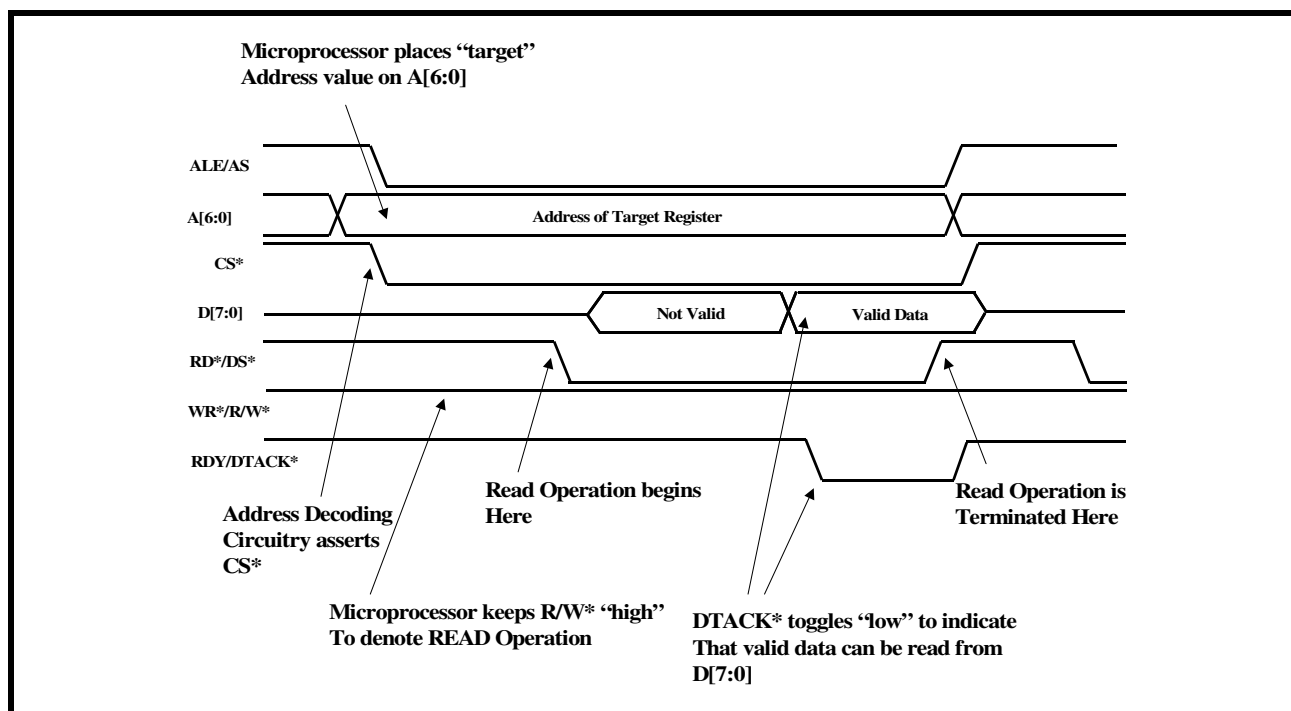 Microprocessor places “target”
Address value on A[6:0]
ALE/AS
A[6:0]
Address of Target Register
CS*
D[7:0]
Not Valid
Valid Data
RD*/DS*
WR*/R/W*
RDY/DTACK*
Read Operation begins
Here
Read Operation is
Terminated Here
Address Decoding
Circuitry asserts
CS*
Microprocessor keeps R/W* “high”
To denote READ Operation
DTACK* toggles “low” to indicate
That valid data can be read from
D[7:0]